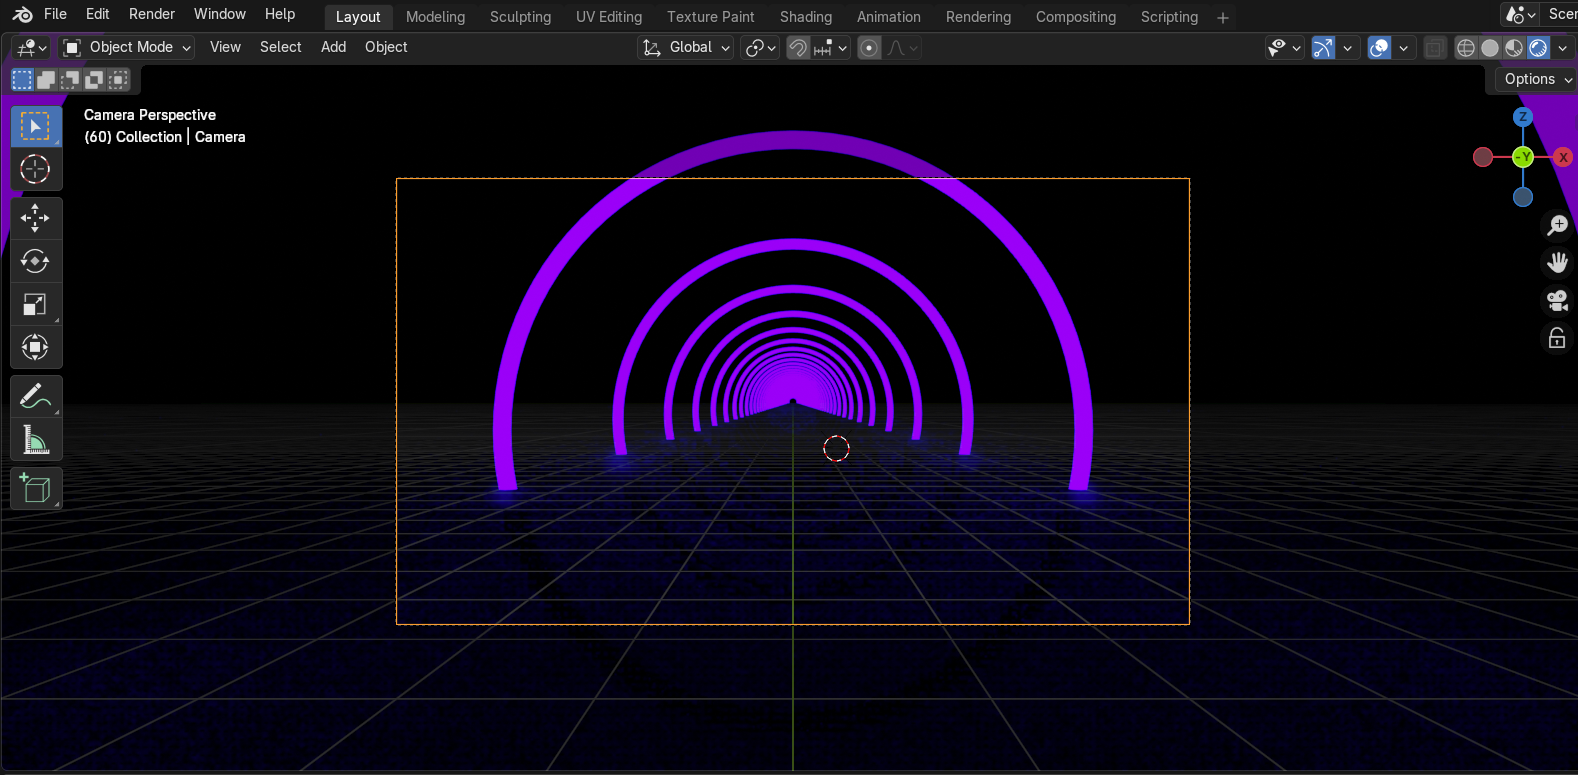 File Edit Render Window Help Layout Modeling Sculpting UV Editing Texture Paint Shading Animation Rendering Compositing Scripting + Scen
Object Mode View Select Add Object Global
Options
Camera Perspective
(60) Collection | Camera
Z
-Y X